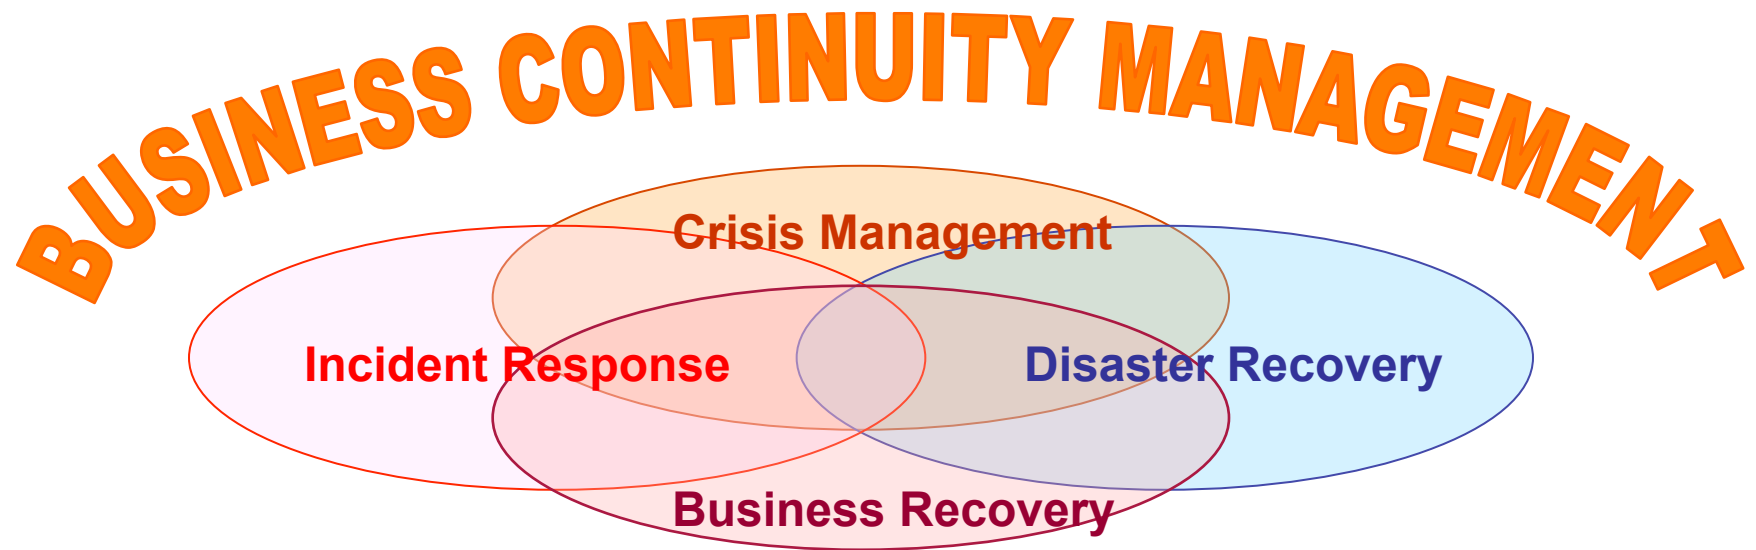 BUSINESS CONTINUITY MANAGEMENT
Crisis Management
Incident Response
Disaster Recovery
Business Recovery